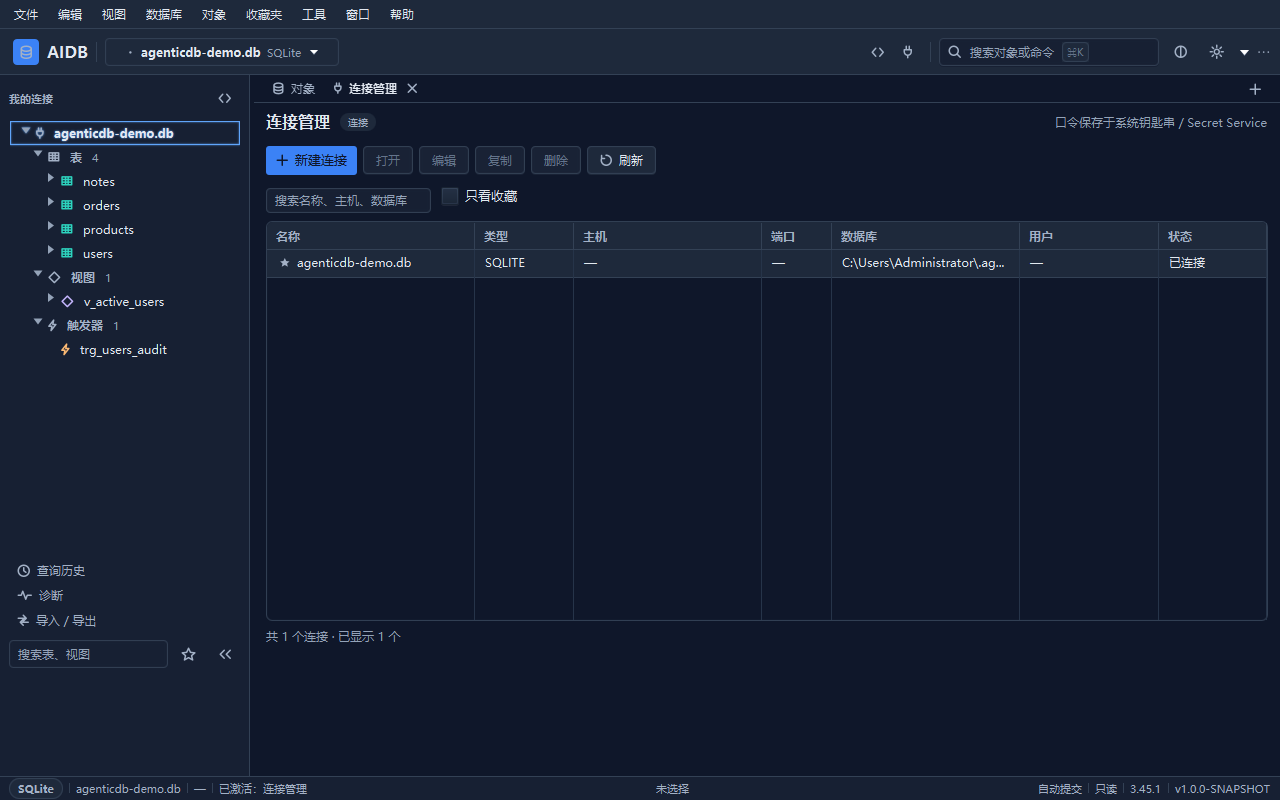 文件 编辑 视图 数据库 对象 收藏夹 工具 窗口 帮助
AIDB · agenticdb-demo.db SQLite 搜索对象或命令 ⌘K ···
我的连接
agenticdb-demo.db
表 4
notes
orders
products
users
视图 1
v_active_users
触发器 1
trg_users_audit
查询历史
诊断
导入 / 导出
搜索表、视图
对象 连接管理
连接管理 连接 口令保存于系统钥匙串 / Secret Service
新建连接 打开 编辑 复制 删除 刷新
搜索名称、主机、数据库 只看收藏
名称 类型 主机 端口 数据库 用户 状态
agenticdb-demo.db SQLITE — — C:\Users\Administrator\.ag... — 已连接
共 1 个连接 · 已显示 1 个
SQLite agenticdb-demo.db — 已激活：连接管理 未选择 自动提交 只读 3.45.1 v1.0.0-SNAPSHOT